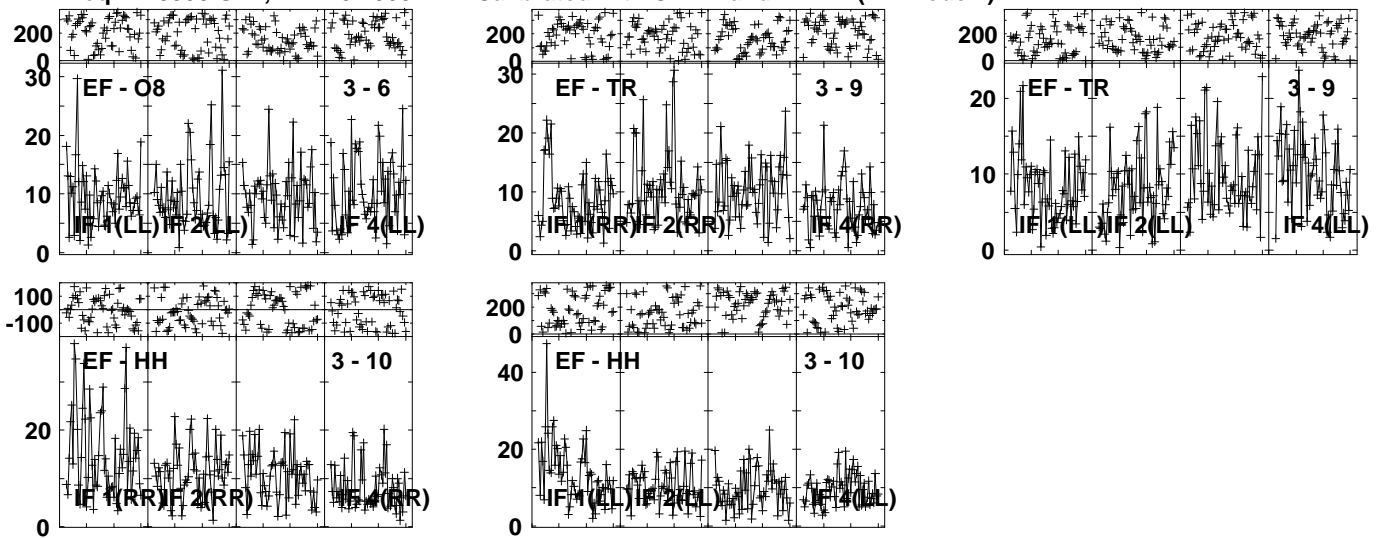 200
0
30
20
10
0
EF - O8
3 - 6
IF 1(LL)
IF 2(LL)
IF 4(LL)
200
0
30
20
10
0
EF - TR
3 - 9
IF 1(RR)
IF 2(RR)
IF 4(RR)
200
0
20
10
0
EF - TR
3 - 9
IF 1(LL)
IF 2(LL)
IF 4(LL)
100
-100
20
0
EF - HH
3 - 10
IF 1(RR)
IF 2(RR)
IF 4(RR)
200
0
40
20
0
EF - HH
3 - 10
IF 1(LL)
IF 2(LL)
IF 4(LL)